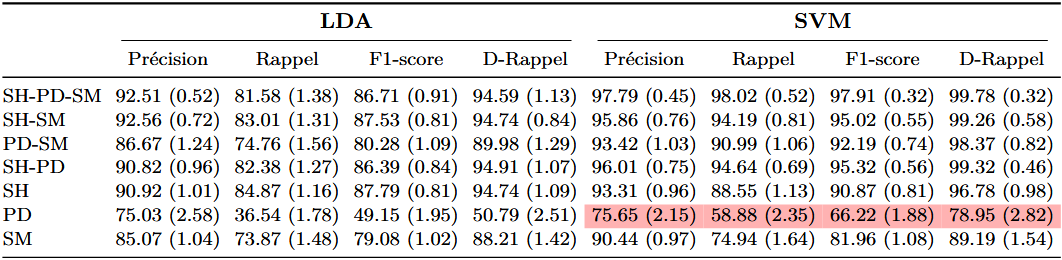 LDA SVM
Précision Rappel F1-score D-Rappel Précision Rappel F1-score D-Rappel
SH-PD-SM 92.51 (0.52) 81.58 (1.38) 86.71 (0.91) 94.59 (1.13) 97.79 (0.45) 98.02 (0.52) 97.91 (0.32) 99.78 (0.32)
SH-SM 92.56 (0.72) 83.01 (1.31) 87.53 (0.81) 94.74 (0.84) 95.86 (0.76) 94.19 (0.81) 95.02 (0.55) 99.26 (0.58)
PD-SM 86.67 (1.24) 74.76 (1.56) 80.28 (1.09) 89.98 (1.29) 93.42 (1.03) 90.99 (1.06) 92.19 (0.74) 98.37 (0.82)
SH-PD 90.82 (0.96) 82.38 (1.27) 86.39 (0.84) 94.91 (1.07) 96.01 (0.75) 94.64 (0.69) 95.32 (0.56) 99.32 (0.46)
SH 90.92 (1.01) 84.87 (1.16) 87.79 (0.81) 94.74 (1.09) 93.31 (0.96) 88.55 (1.13) 90.87 (0.81) 96.78 (0.98)
PD 75.03 (2.58) 36.54 (1.78) 49.15 (1.95) 50.79 (2.51) 75.65 (2.15) 58.88 (2.35) 66.22 (1.88) 78.95 (2.82)
SM 85.07 (1.04) 73.87 (1.48) 79.08 (1.02) 88.21 (1.42) 90.44 (0.97) 74.94 (1.64) 81.96 (1.08) 89.19 (1.54)